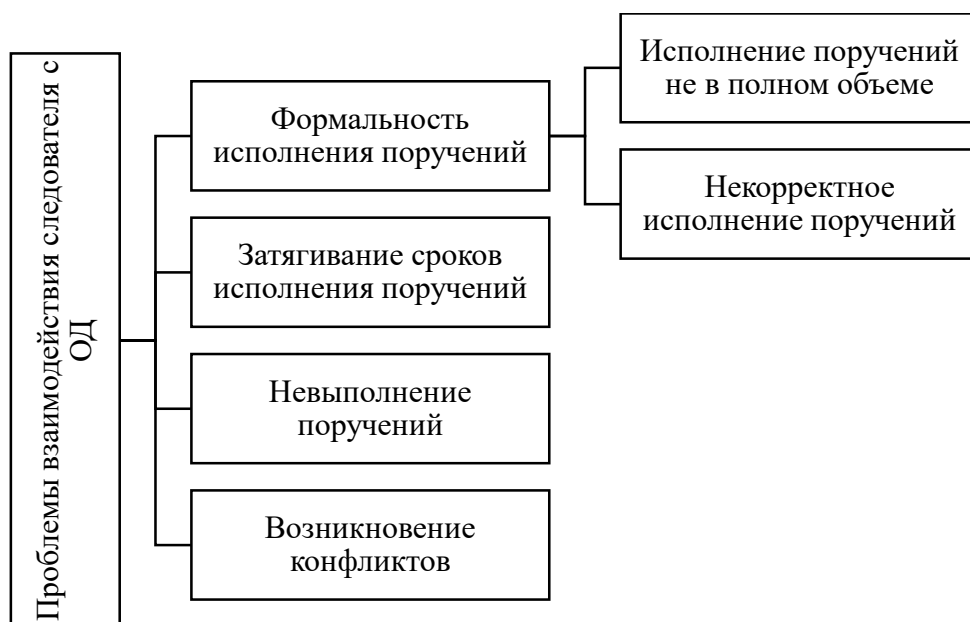 Проблемы взаимодействия следователя с
ОД
Формальность
исполнения поручений
Затягивание сроков
исполнения поручений
Невыполнение
поручений
Возникновение
конфликтов
Исполнение поручений
не в полном объеме
Некорректное
исполнение поручений